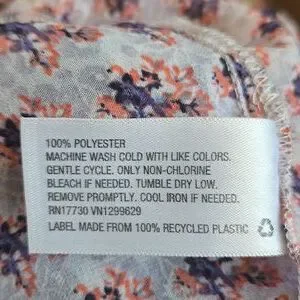 100% POLYESTER
MACHINE WASH COLD WITH LIKE COLORS.
GENTLE CYCLE. ONLY NON-CHLORINE
BLEACH IF NEEDED. TUMBLE DRY LOW.
REMOVE PROMPTLY. COOL IRON IF NEEDED.
RN17730 VN1299629
LABEL MADE FROM 100% RECYCLED PLASTIC